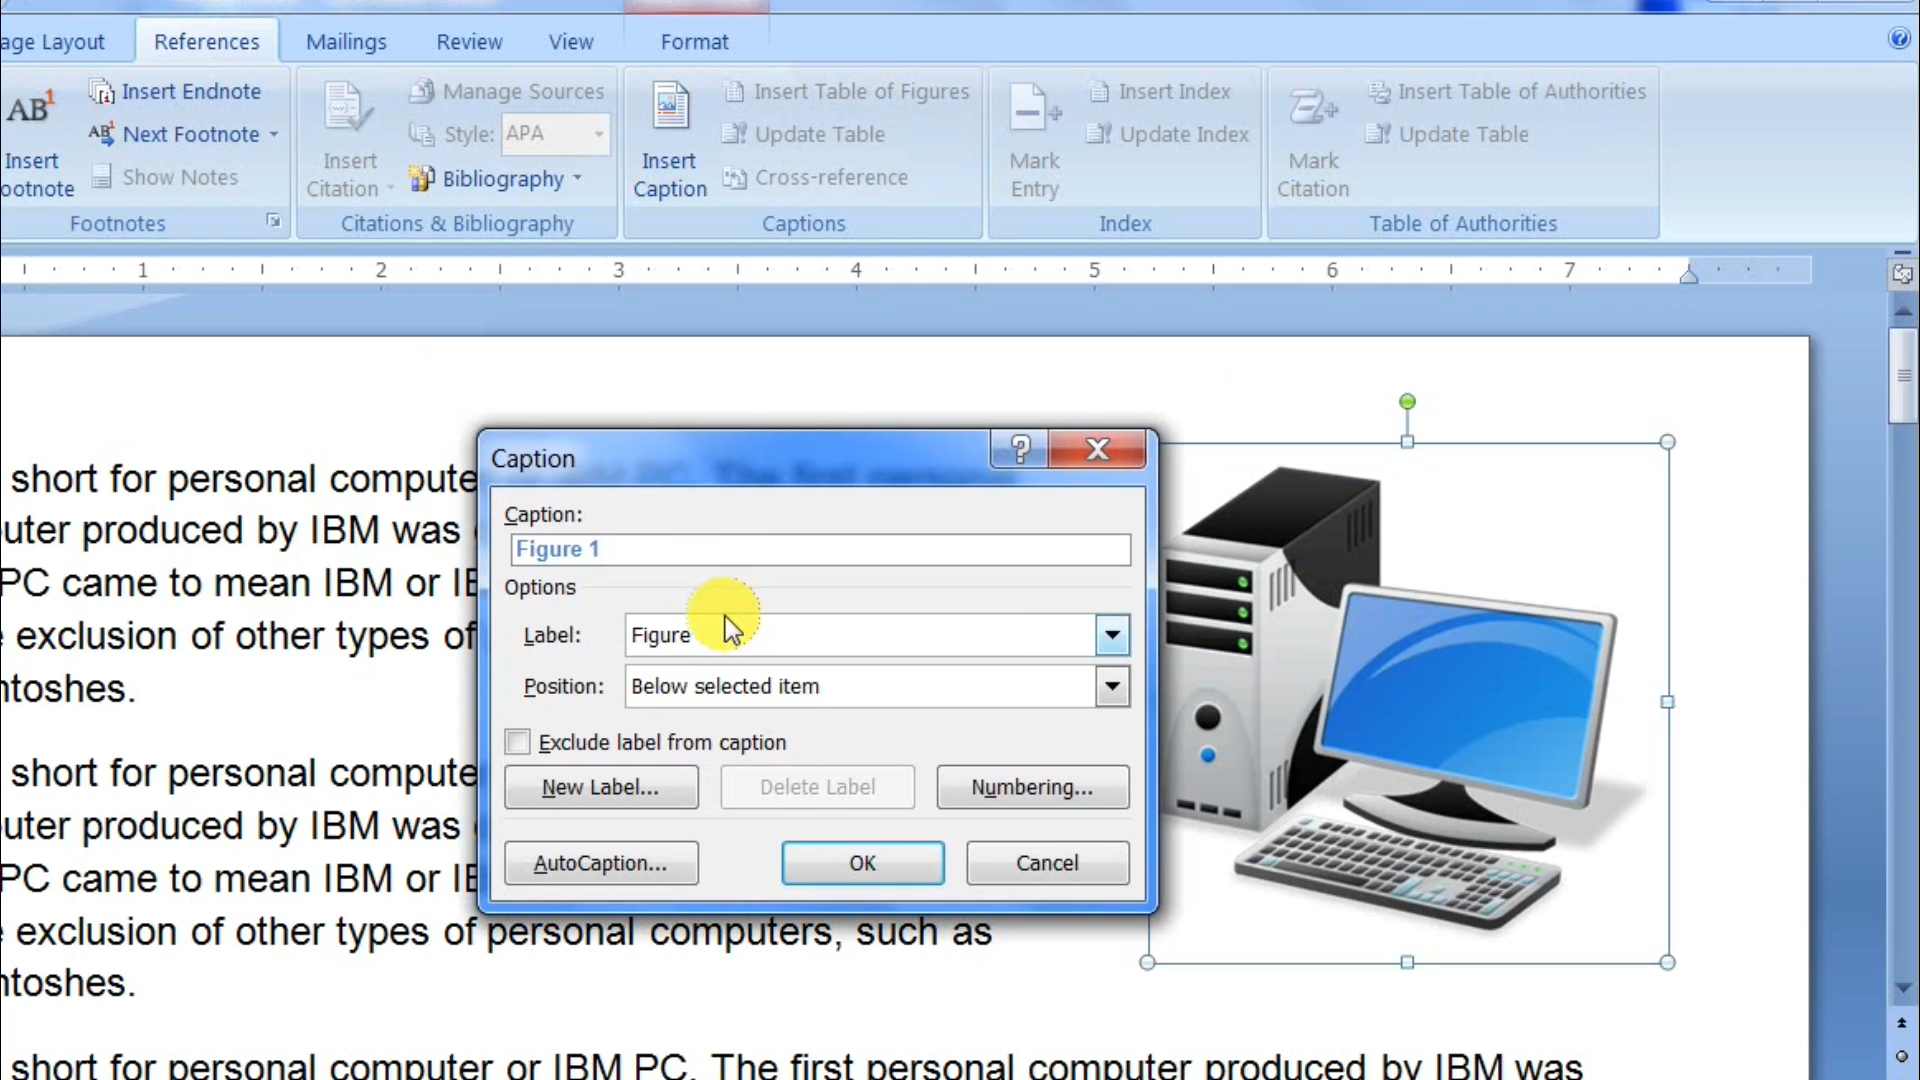 age Layout References Mailings Review View Format
AB1 Insert Endnote Manage Sources Insert Table of Figures Insert Index Insert Table of Authorities
AB1 Next Footnote Style: APA Update Table Update Index Update Table
Insert Show Notes Insert Bibliography Insert Cross-reference Mark Mark
ootnote Citation Caption Entry Citation
Footnotes Citations & Bibliography Captions Index Table of Authorities
1 2 3 4 5 6 7
Caption
Caption:
Figure 1
Options
Label: Figure
Position: Below selected item
Exclude label from caption
New Label... Delete Label Numbering...
AutoCaption... OK Cancel
short for personal compute
uter produced by IBM was
PC came to mean IBM or IB
exclusion of other types of
ntoshes.
short for personal compute
uter produced by IBM was
PC came to mean IBM or IB
exclusion of other types of personal computers, such as
ntoshes.
short for personal computer or IBM PC. The first personal computer produced by IBM was